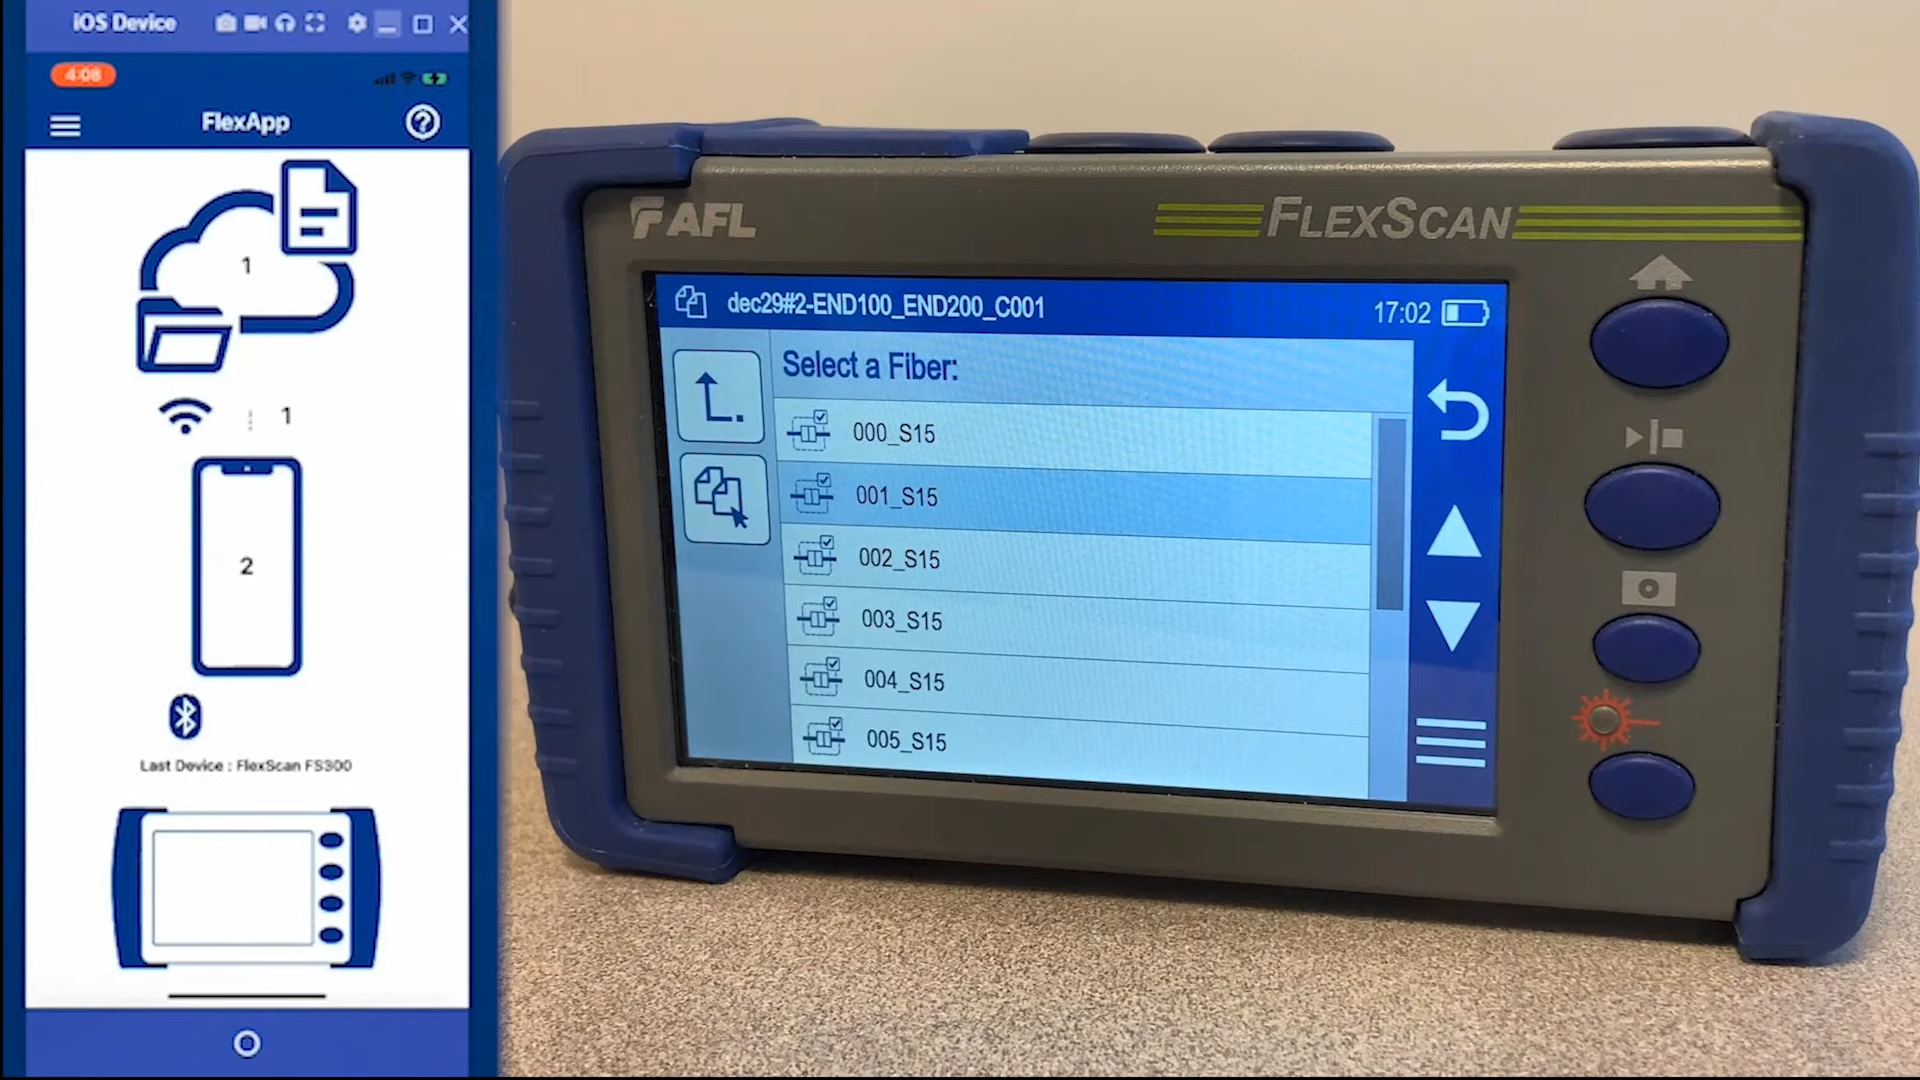 iOS Device
4:08
FlexApp
1
1
2
Last Device : FlexScan FS300
AFL
FLEXSCAN
dec29#2-END100_END200_C001
17:02
Select a Fiber:
000_S15
001_S15
002_S15
003_S15
004_S15
005_S15